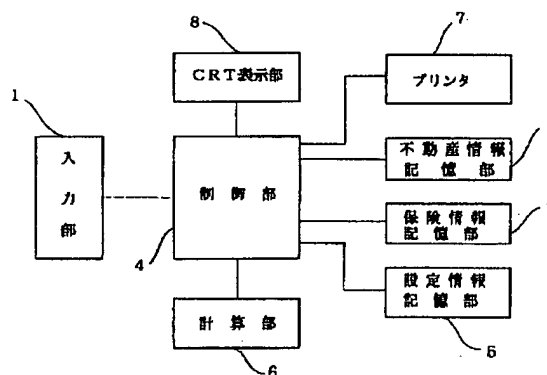 8
CRT表示部
7
プリンタ
1
入力部
制御部
4
不動産情報
記憶部
保険情報
記憶部
設定情報
記憶部
5
計算部
6